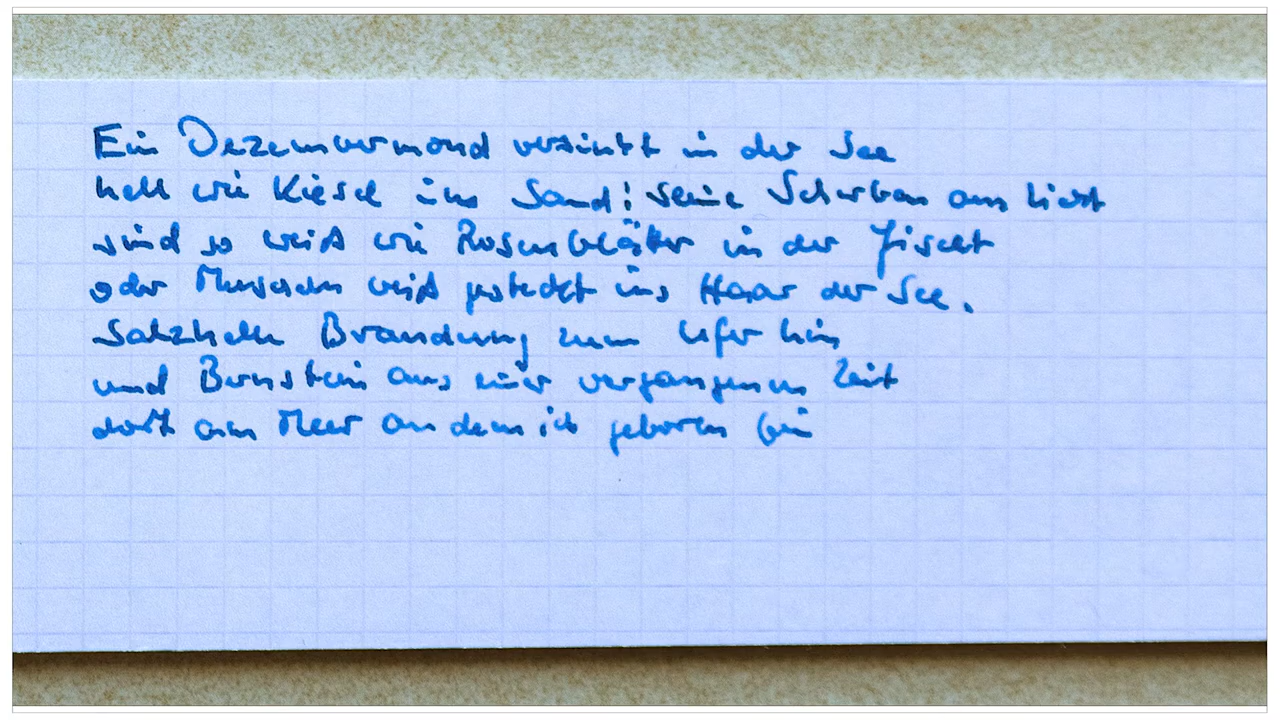 Ein Dezembermond versinkt in der See
hell wie Kiesel im Sand: seine Scherben aus Licht
sind so weiß wie Rosenblätter in der Gischt
oder Muscheln weiß gesteckt ins Haar der See.
Salzhelle Brandung zum Ufer hin
und Bernstein aus einer vergangenen Zeit
dort am Meer an dem ich geboren bin